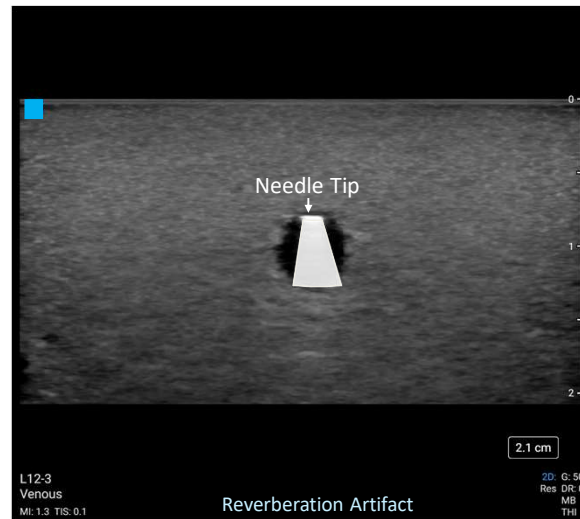 0
Needle Tip
1
2
2.1 cm
L12-3
Venous
MI: 1.3 TIS: 0.1
Reverberation Artifact
2D: G: 50
Res DR:
MB
THI